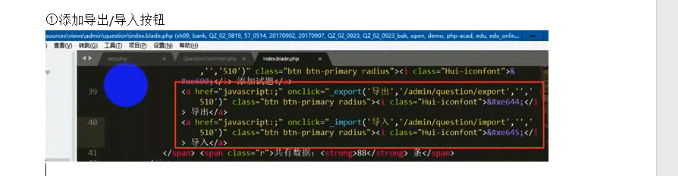 ①添加导出/导入按钮
sources\views\admin\question\index.blade.php (sh09, bank, QZ_02_0819, 57_0514, 20170902, 20170907, QZ_02_0923, QZ_02_0923_bak, open, demo, php-acad, edu, edu_onlin...
查看(V) 跳转(G) 工具(T) 项目(P) 设置(N) 帮助(H)
web.php QuestionController.php index.blade.php
','','510')" class="btn btn-primary radius"><i class="Hui-iconfont">&
#xe600;</i> 添加试题</a>
39 <a href="javascript:;" onclick="_export('导出','/admin/question/export','','
510')" class="btn btn-primary radius"><i class="Hui-iconfont">&#xe644;</i
> 导出</a>
40 <a href="javascript:;" onclick="_import('导入','/admin/question/import','','
510')" class="btn btn-primary radius"><i class="Hui-iconfont">&#xe645;</i
> 导入</a>
41 </span> <span class="r">共有数据：<strong>88</strong> 条</span>